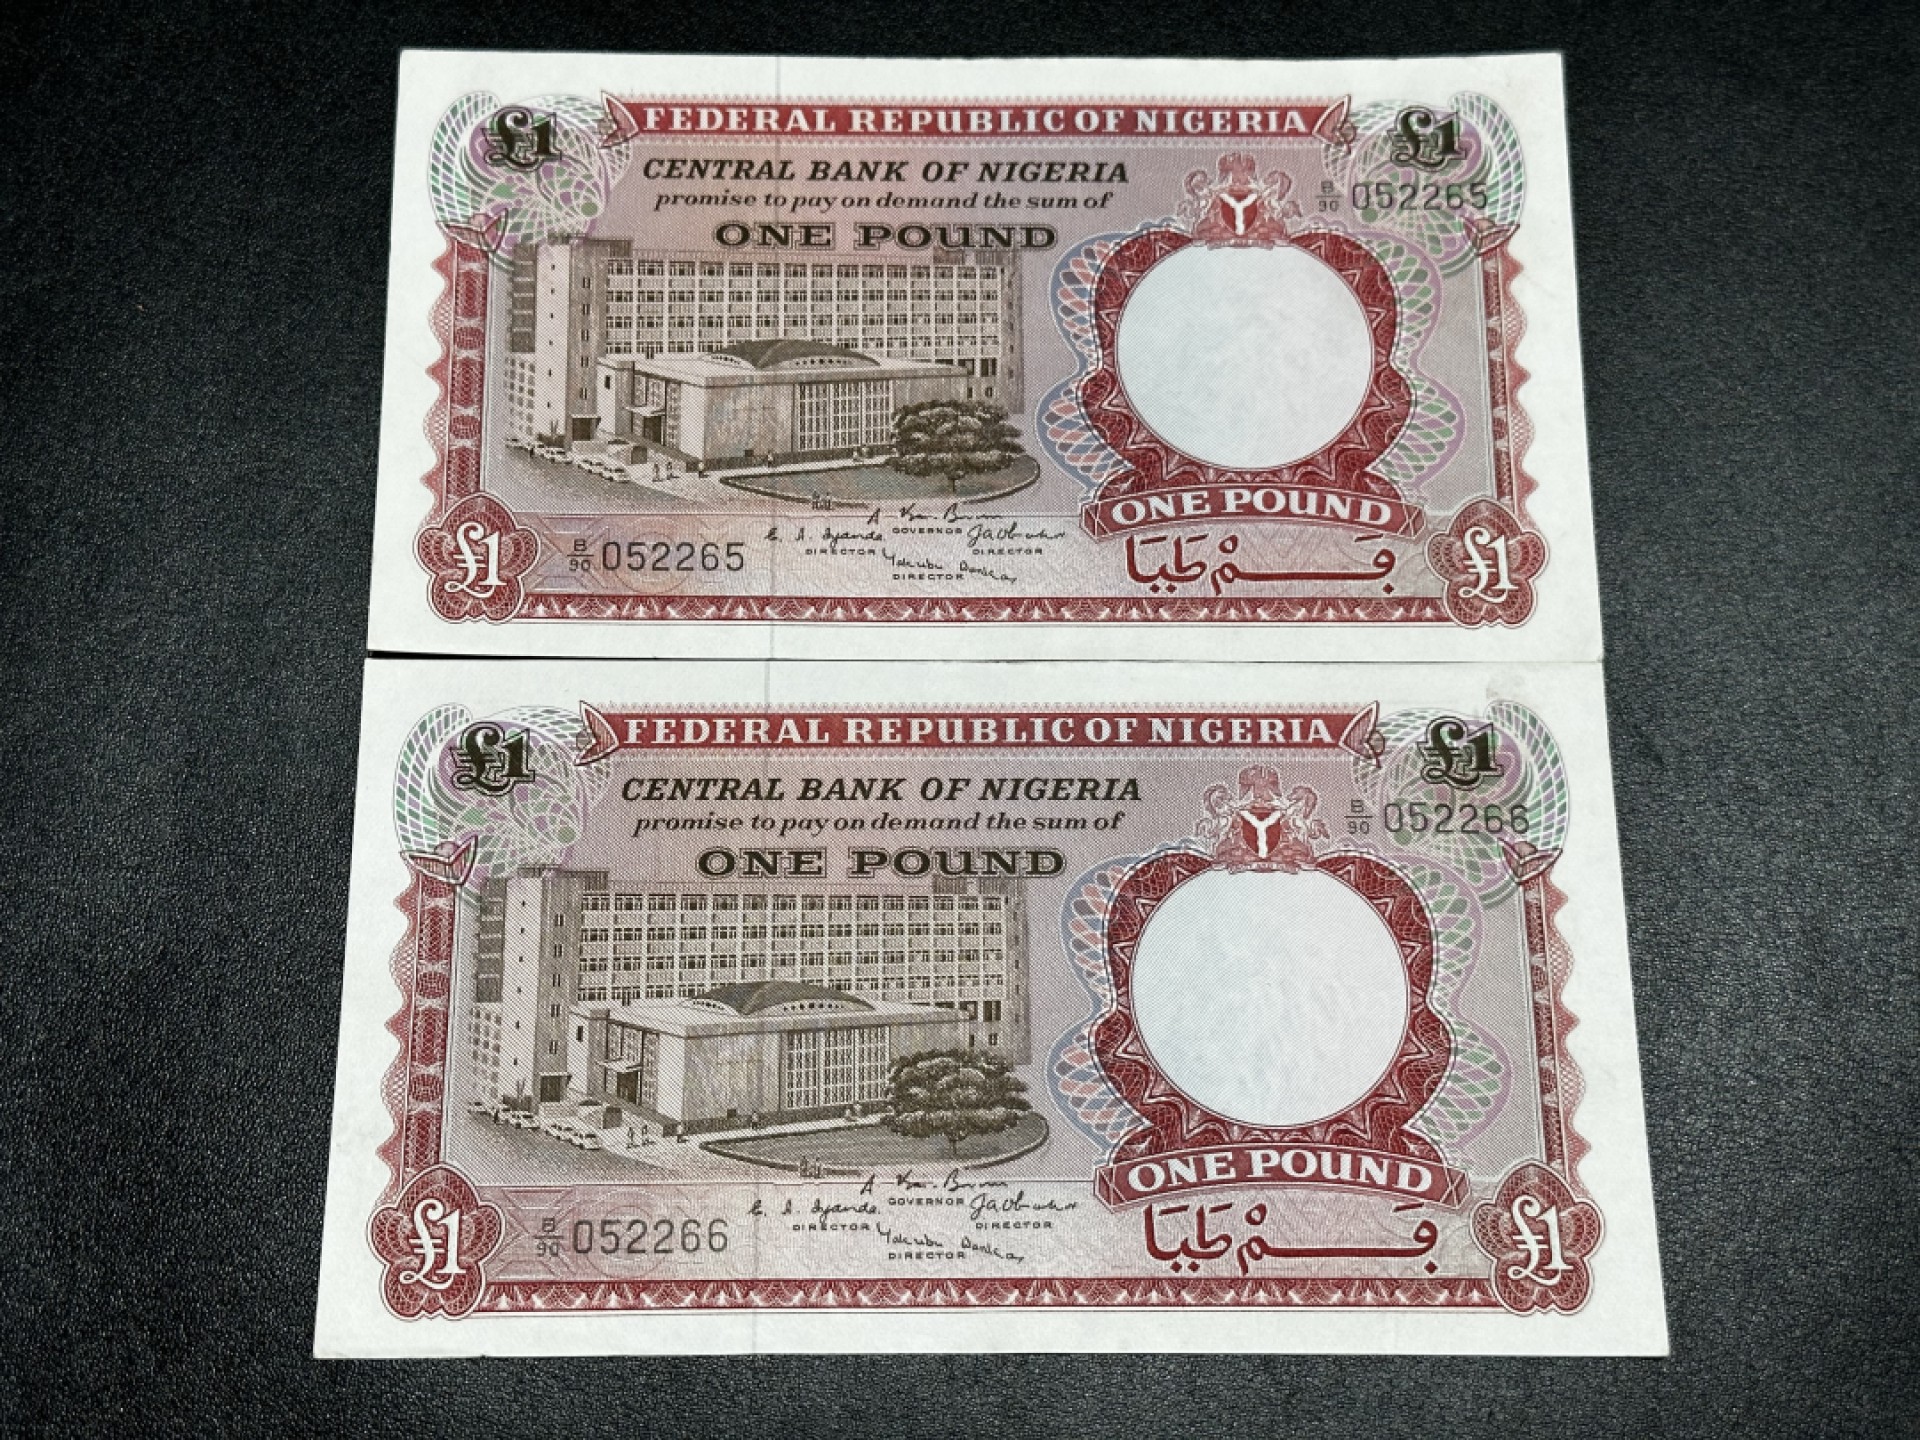 FEDERAL REPUBLIC OF NIGERIA
£1
£1
CENTRAL BANK OF NIGERIA
promise to pay on demand the sum of
ONE POUND
B/90 052265
ONE POUND
GOVERNOR
DIRECTOR
DIRECTOR
DIRECTOR
B/90 052265
£1
£1
FEDERAL REPUBLIC OF NIGERIA
£1
£1
CENTRAL BANK OF NIGERIA
promise to pay on demand the sum of
ONE POUND
B/90 052266
ONE POUND
GOVERNOR
DIRECTOR
DIRECTOR
DIRECTOR
B/90 052266
£1
£1